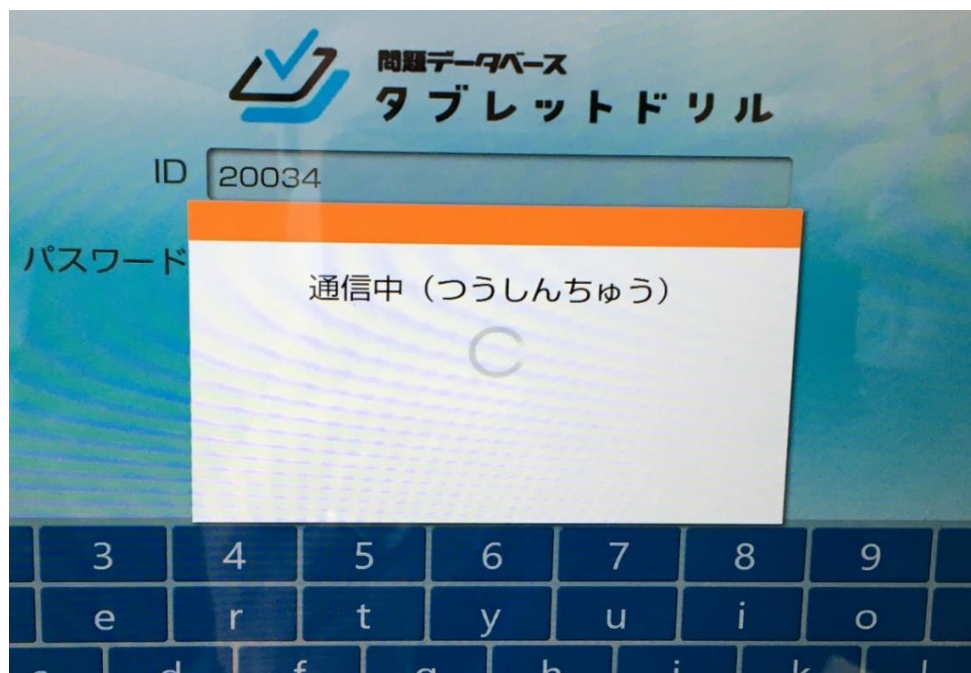 問題データベース
タブレットドリル
ID 20034
パスワード
通信中（つうしんちゅう）
3 4 5 6 7 8 9
e r t y u i o
d f g h j k l